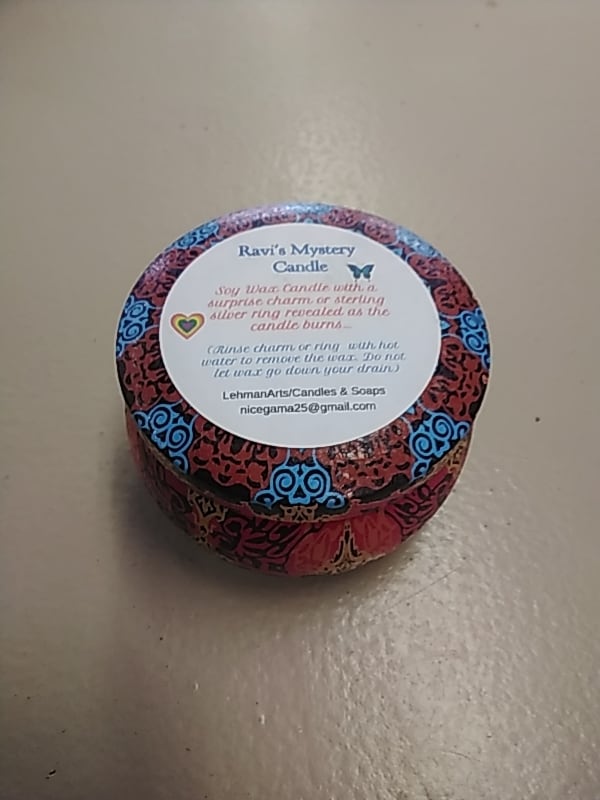 Ravi's Mystery
Candle
Soy Wax Candle with a
surprise charm or sterling
silver ring revealed as the
candle burns...
(Rinse charm or ring with hot
water to remove the wax. Do not
let wax go down your drain)
LehmanArts/Candles & Soaps
nicegama25@gmail.com